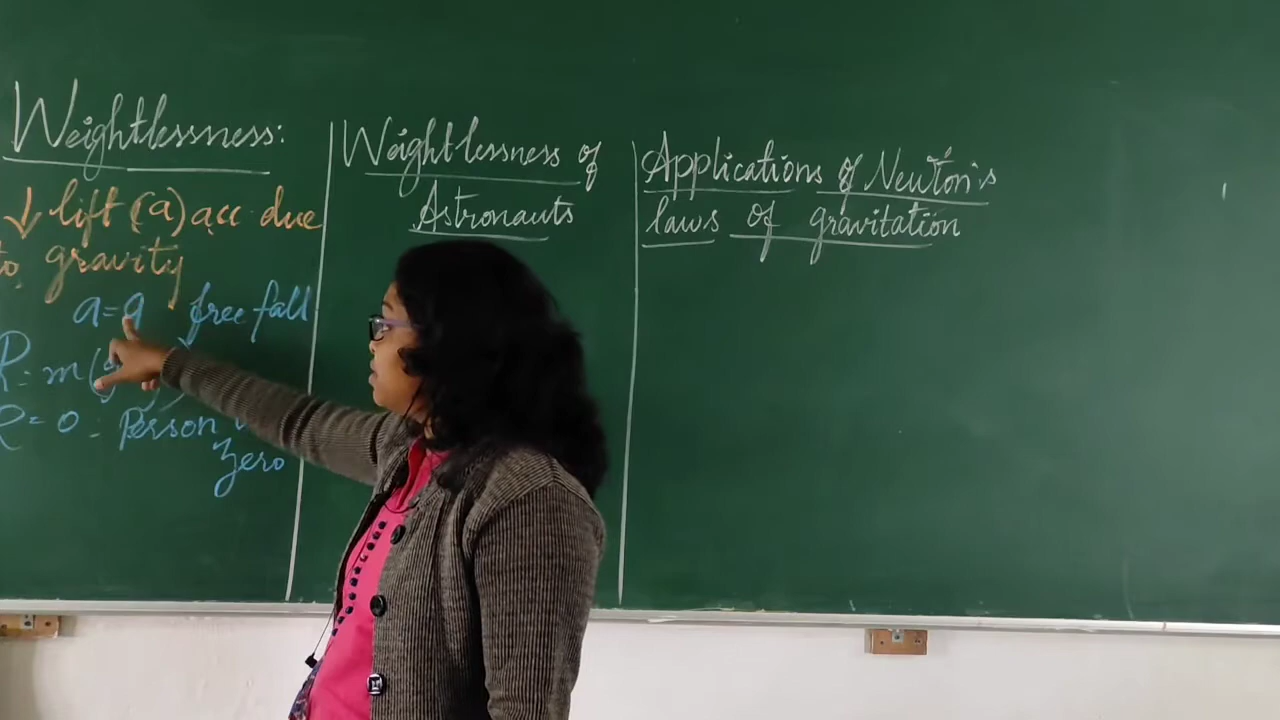 Weightlessness:
↓ lift (a) acc due
to gravity
a=g free fall
R= m(g
R=0 - Person
Zero
Weightlessness of
Astronauts
Applications of Newton's
laws of gravitation